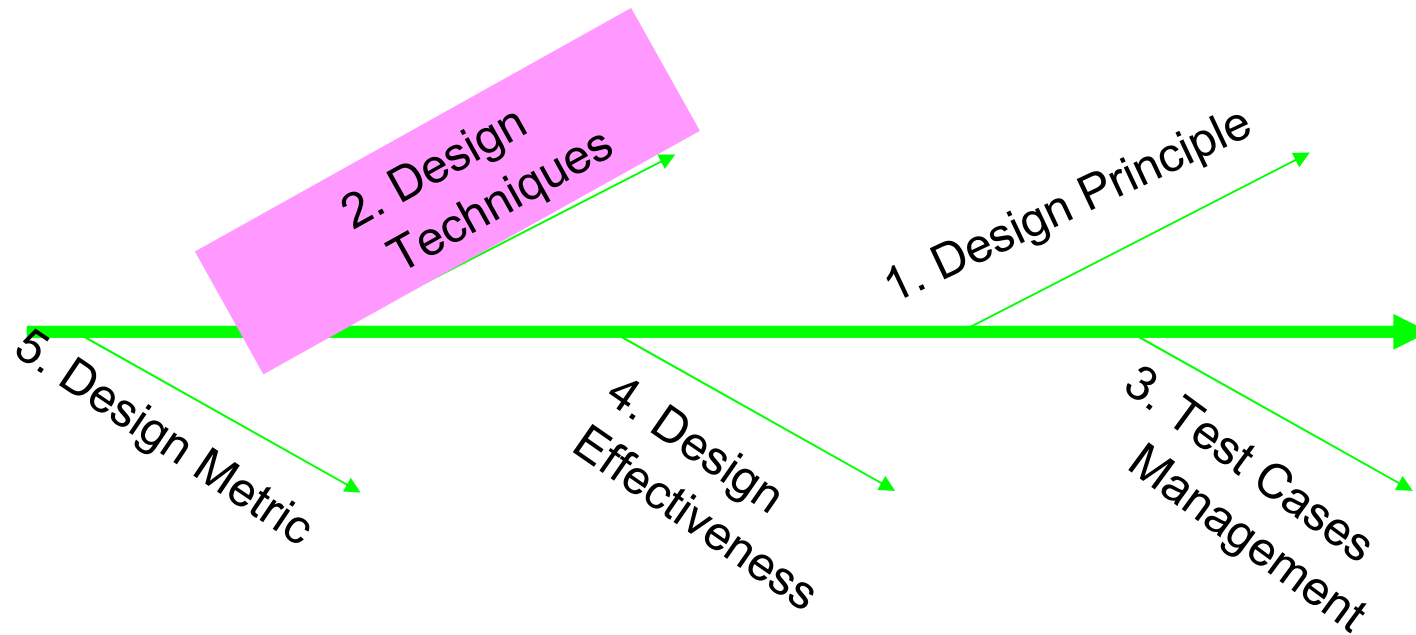 2. Design
Techniques
1. Design Principle
5. Design Metric
4. Design
Effectiveness
3. Test Cases
Management